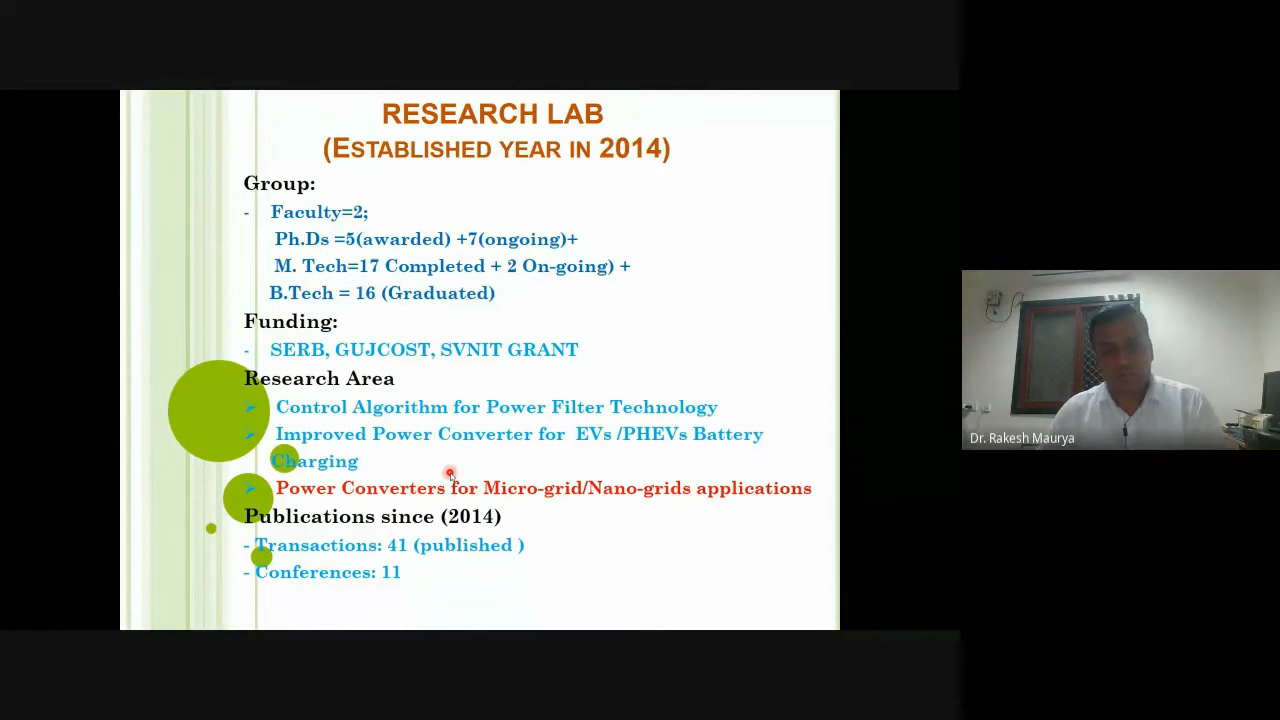 RESEARCH LAB
(ESTABLISHED YEAR IN 2014)
Group:
- Faculty=2;
Ph.Ds =5(awarded) +7(ongoing)+
M. Tech=17 Completed + 2 On-going) +
B.Tech = 16 (Graduated)
Funding:
- SERB, GUJCOST, SVNIT GRANT
Research Area
➢ Control Algorithm for Power Filter Technology
➢ Improved Power Converter for EVs /PHEVs Battery
Charging
➢ Power Converters for Micro-grid/Nano-grids applications
Publications since (2014)
- Transactions: 41 (published )
- Conferences: 11
Dr. Rakesh Maurya